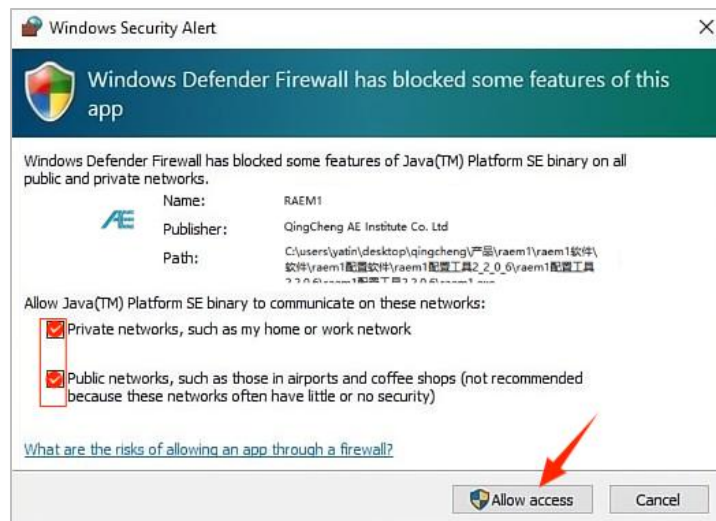 Windows Security Alert
Windows Defender Firewall has blocked some features of this
app
Windows Defender Firewall has blocked some features of Java(TM) Platform SE binary on all
public and private networks.
Name: RAEM1
AE
Publisher: QingCheng AE Institute Co. Ltd
Path: C:\users\yatin\desktop\qingcheng\产品\raem1\raem1软件\
软件\raem1配置软件\raem1配置工具2_2_0_6\raem1配置工具
Allow Java(TM) Platform SE binary to communicate on these networks:
Private networks, such as my home or work network
Public networks, such as those in airports and coffee shops (not recommended
because these networks often have little or no security)
What are the risks of allowing an app through a firewall?
Allow access Cancel